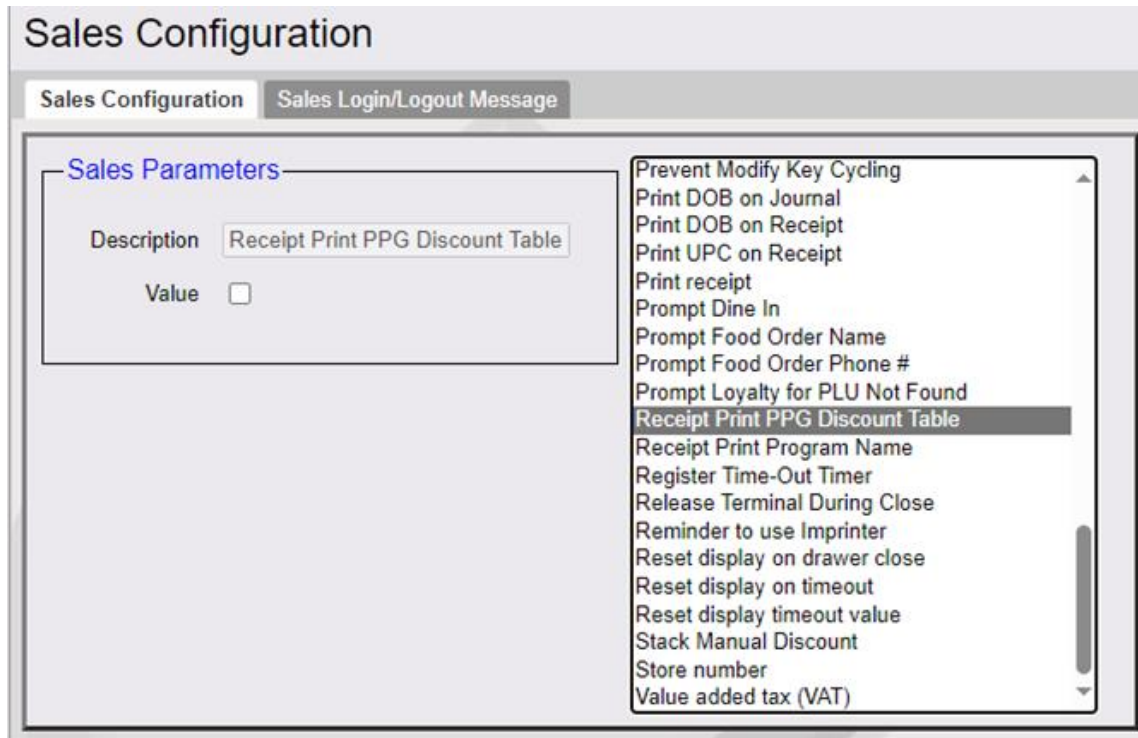 Sales Configuration
Sales Configuration
Sales Login/Logout Message
Sales Parameters
Description
Receipt Print PPG Discount Table
Value
Prevent Modify Key Cycling
Print DOB on Journal
Print DOB on Receipt
Print UPC on Receipt
Print receipt
Prompt Dine In
Prompt Food Order Name
Prompt Food Order Phone #
Prompt Loyalty for PLU Not Found
Receipt Print PPG Discount Table
Receipt Print Program Name
Register Time-Out Timer
Release Terminal During Close
Reminder to use Imprinter
Reset display on drawer close
Reset display on timeout
Reset display timeout value
Stack Manual Discount
Store number
Value added tax (VAT)